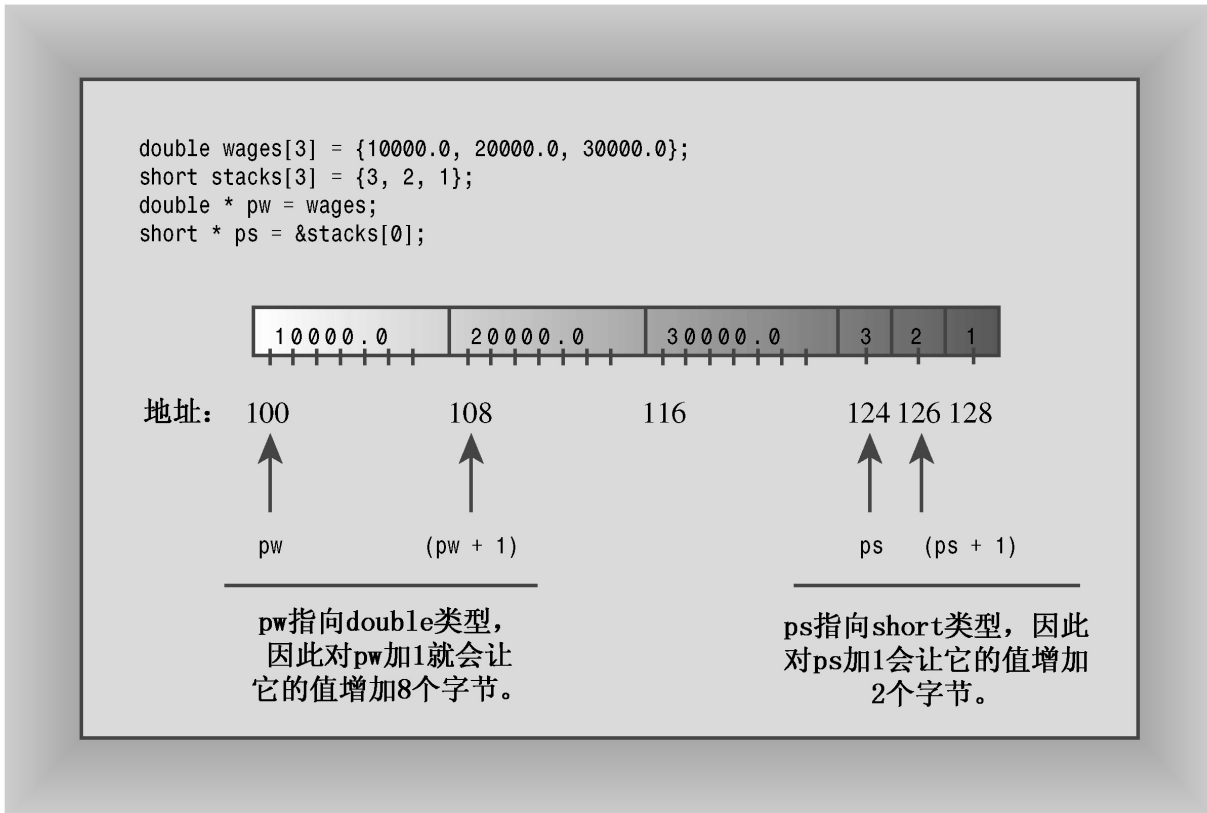 double wages[3] = {10000.0, 20000.0, 30000.0};
short stacks[3] = {3, 2, 1};
double * pw = wages;
short * ps = &stacks[0];
10000.0 20000.0 30000.0 3 2 1
地址： 100 108 116 124 126 128
pw (pw + 1) ps (ps + 1)
pw指向double类型，
因此对pw加1就会让
它的值增加8个字节。
ps指向short类型，因此
对ps加1会让它的值增加
2个字节。